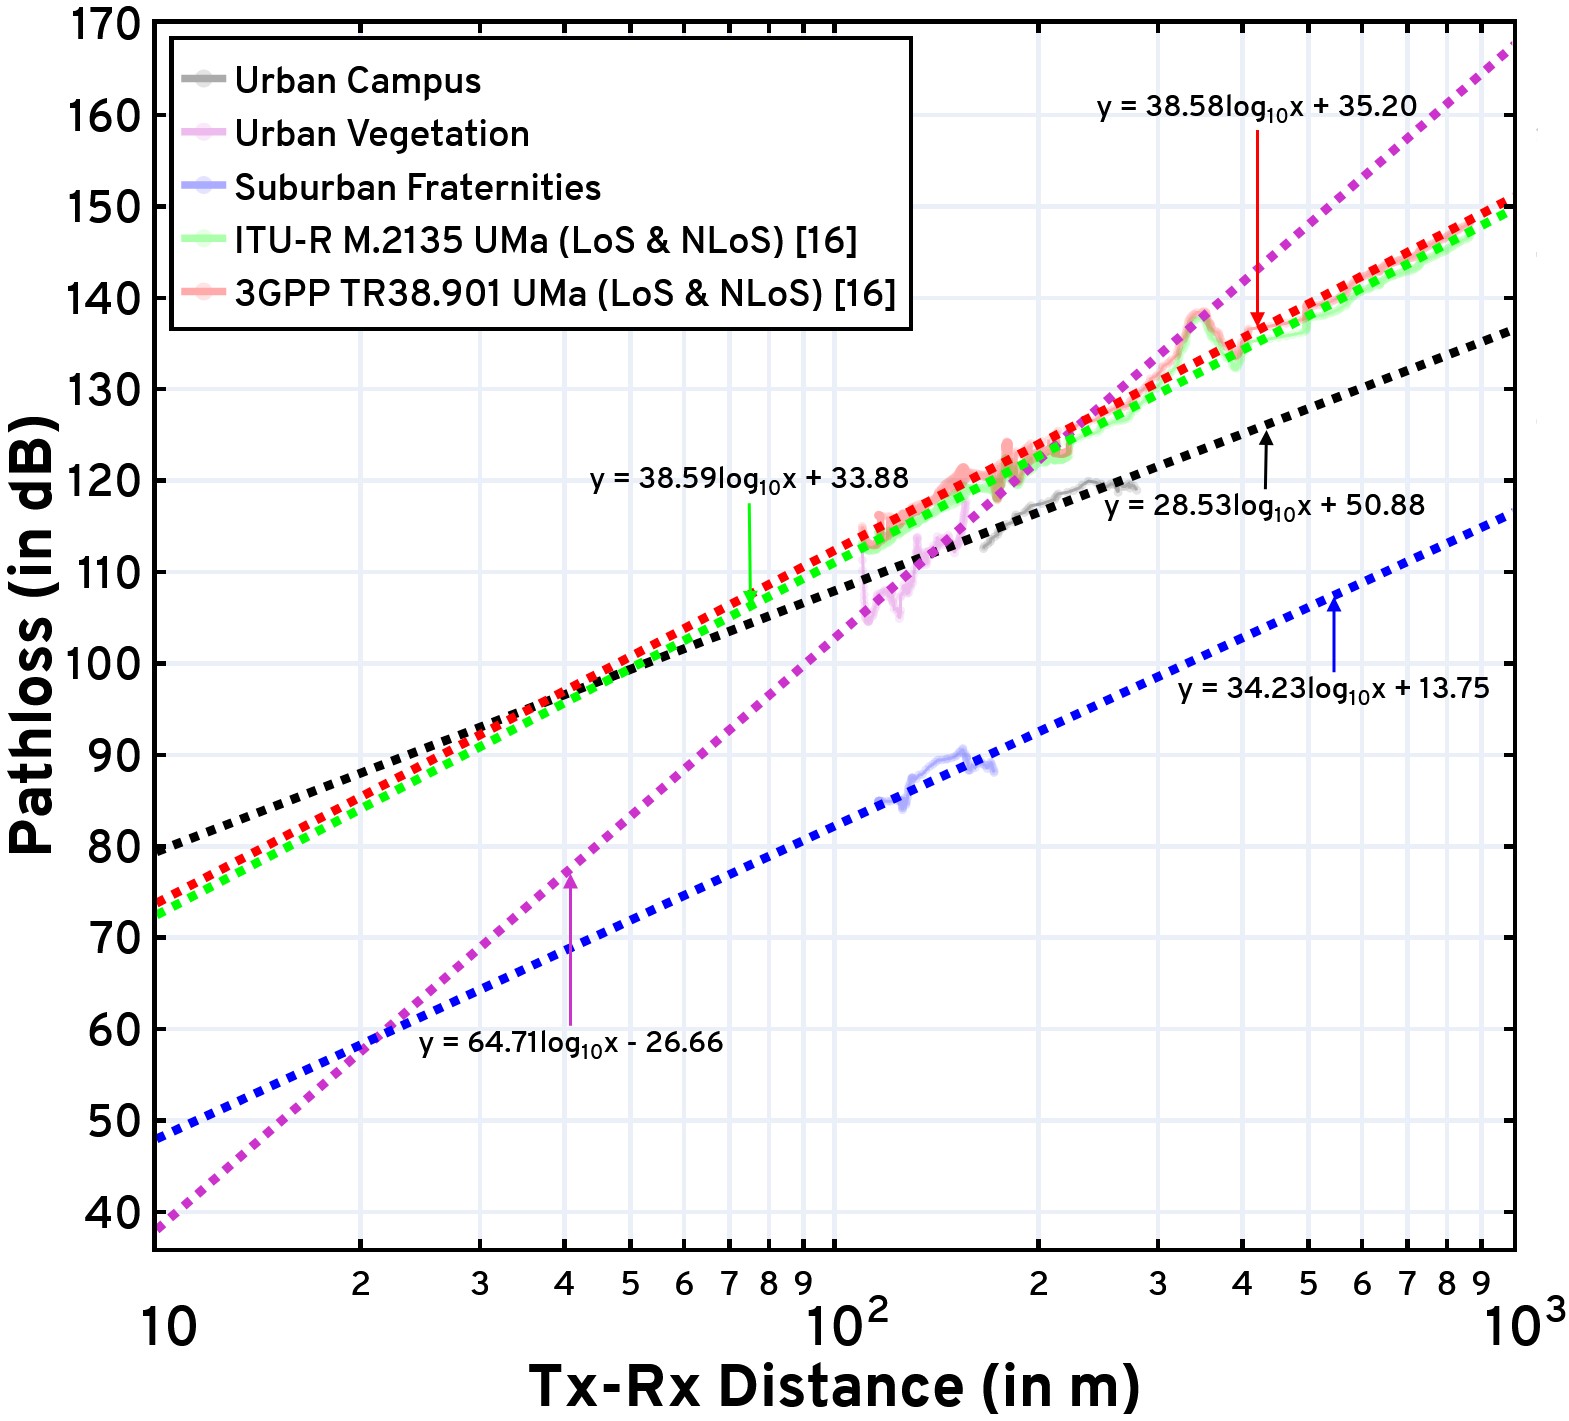 170
160
150
140
130
120
110
100
90
80
70
60
50
40
Pathloss (in dB)
Urban Campus
Urban Vegetation
Suburban Fraternities
ITU-R M.2135 UMa (LoS & NLoS) [16]
3GPP TR38.901 UMa (LoS & NLoS) [16]
y = 38.58log₁₀x + 35.20
y = 38.59log₁₀x + 33.88
y = 28.53log₁₀x + 50.88
y = 34.23log₁₀x + 13.75
y = 64.71log₁₀x - 26.66
2 3 4 5 6 7 8 9 2 3 4 5 6 7 8 9
10 10² 10³
Tx-Rx Distance (in m)